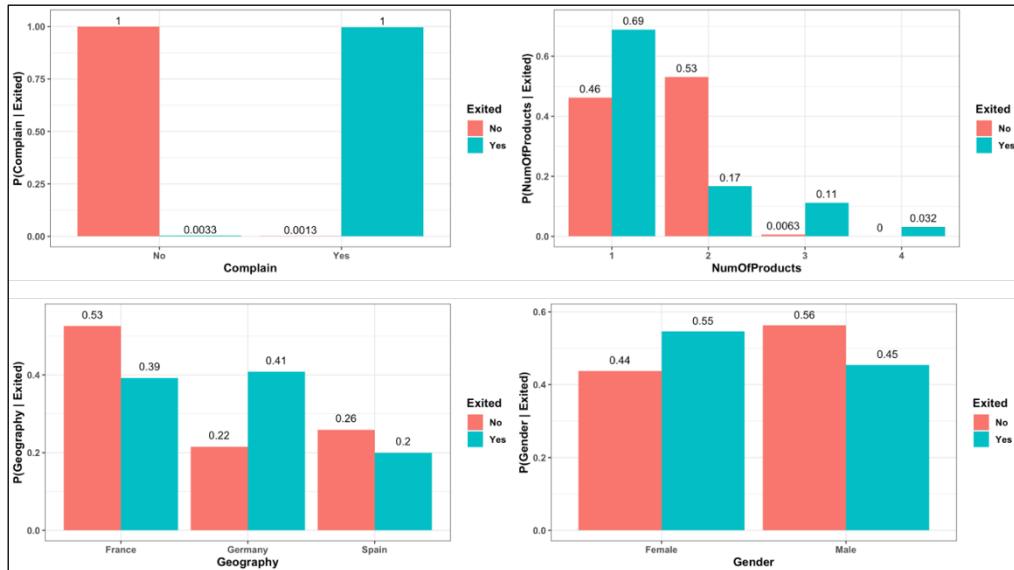 1.00
0.75
0.50
0.25
0.00
P(Complain | Exited)
1
0.0033
0.0013
1
No
Yes
Complain
Exited
No
Yes
0.6
0.4
0.2
0.0
P(NumOfProducts | Exited)
0.46
0.69
0.53
0.17
0.0063
0.11
0
0.032
1
2
3
4
NumOfProducts
Exited
No
Yes
0.4
0.2
0.0
P(Geography | Exited)
0.53
0.39
0.22
0.41
0.26
0.2
France
Germany
Spain
Geography
Exited
No
Yes
0.6
0.4
0.2
0.0
P(Gender | Exited)
0.44
0.55
0.56
0.45
Female
Male
Gender
Exited
No
Yes